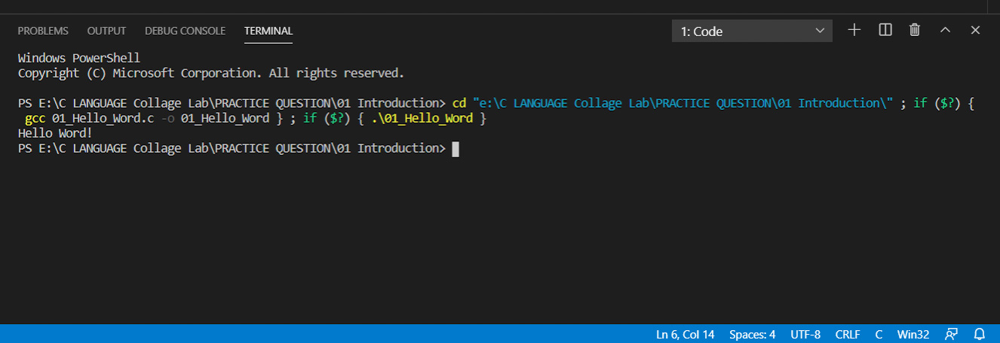 PROBLEMS OUTPUT DEBUG CONSOLE TERMINAL 1: Code
Windows PowerShell
Copyright (C) Microsoft Corporation. All rights reserved.
PS E:\C LANGUAGE Collage Lab\PRACTICE QUESTION\01 Introduction> cd "e:\C LANGUAGE Collage Lab\PRACTICE QUESTION\01 Introduction\" ; if ($?) {
gcc 01_Hello_Word.c -o 01_Hello_Word } ; if ($?) { .\01_Hello_Word }
Hello Word!
PS E:\C LANGUAGE Collage Lab\PRACTICE QUESTION\01 Introduction>
Ln 6, Col 14 Spaces: 4 UTF-8 CRLF C Win32